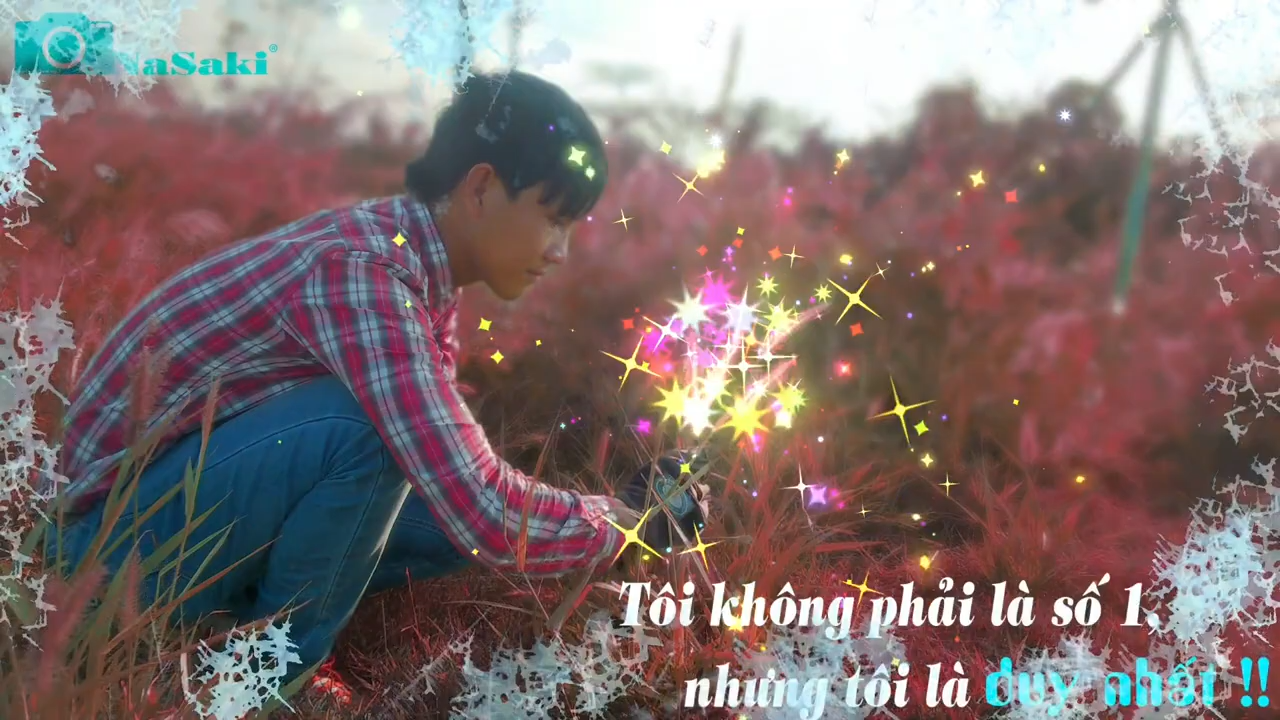 NaSaki®
Tôi không phải là số 1,
nhưng tôi là duy nhất !!